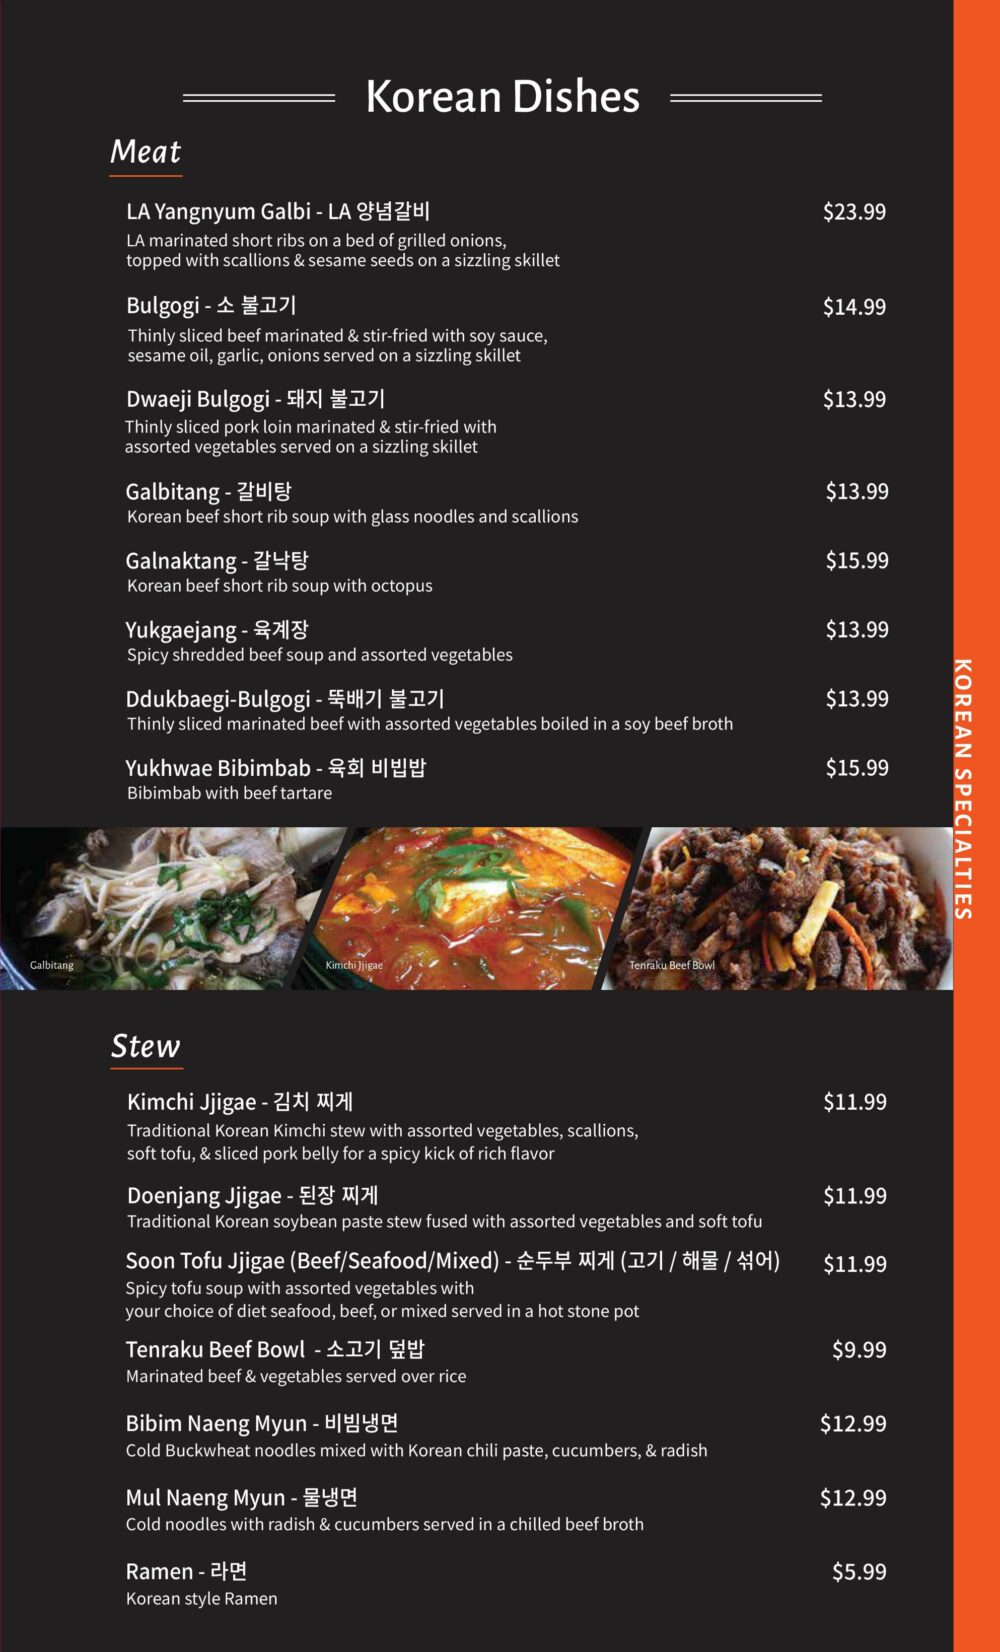 Korean Dishes
Meat
LA Yangnyum Galbi - LA 양념갈비 $23.99
LA marinated short ribs on a bed of grilled onions,
topped with scallions & sesame seeds on a sizzling skillet
Bulgogi - 소 불고기 $14.99
Thinly sliced beef marinated & stir-fried with soy sauce,
sesame oil, garlic, onions served on a sizzling skillet
Dwaeji Bulgogi - 돼지 불고기 $13.99
Thinly sliced pork loin marinated & stir-fried with
assorted vegetables served on a sizzling skillet
Galbitang - 갈비탕 $13.99
Korean beef short rib soup with glass noodles and scallions
Galnaktang - 갈낙탕 $15.99
Korean beef short rib soup with octopus
Yukgaejang - 육계장 $13.99
Spicy shredded beef soup and assorted vegetables
Ddukbaegi-Bulgogi - 뚝배기 불고기 $13.99
Thinly sliced marinated beef with assorted vegetables boiled in a soy beef broth
Yukhwae Bibimbab - 육회 비빕밥 $15.99
Bibimbab with beef tartare
KOREAN SPECIALTIES
Galbitang
Kimchi Jjigae
Tenraku Beef Bowl
Stew
Kimchi Jjigae - 김치 찌게 $11.99
Traditional Korean Kimchi stew with assorted vegetables, scallions,
soft tofu, & sliced pork belly for a spicy kick of rich flavor
Doenjang Jjigae - 된장 찌게 $11.99
Traditional Korean soybean paste stew fused with assorted vegetables and soft tofu
Soon Tofu Jjigae (Beef/Seafood/Mixed) - 순두부 찌게 (고기 / 해물 / 섞어) $11.99
Spicy tofu soup with assorted vegetables with
your choice of diet seafood, beef, or mixed served in a hot stone pot
Tenraku Beef Bowl - 소고기 덮밥 $9.99
Marinated beef & vegetables served over rice
Bibim Naeng Myun - 비빔냉면 $12.99
Cold Buckwheat noodles mixed with Korean chili paste, cucumbers, & radish
Mul Naeng Myun - 물냉면 $12.99
Cold noodles with radish & cucumbers served in a chilled beef broth
Ramen - 라면 $5.99
Korean style Ramen